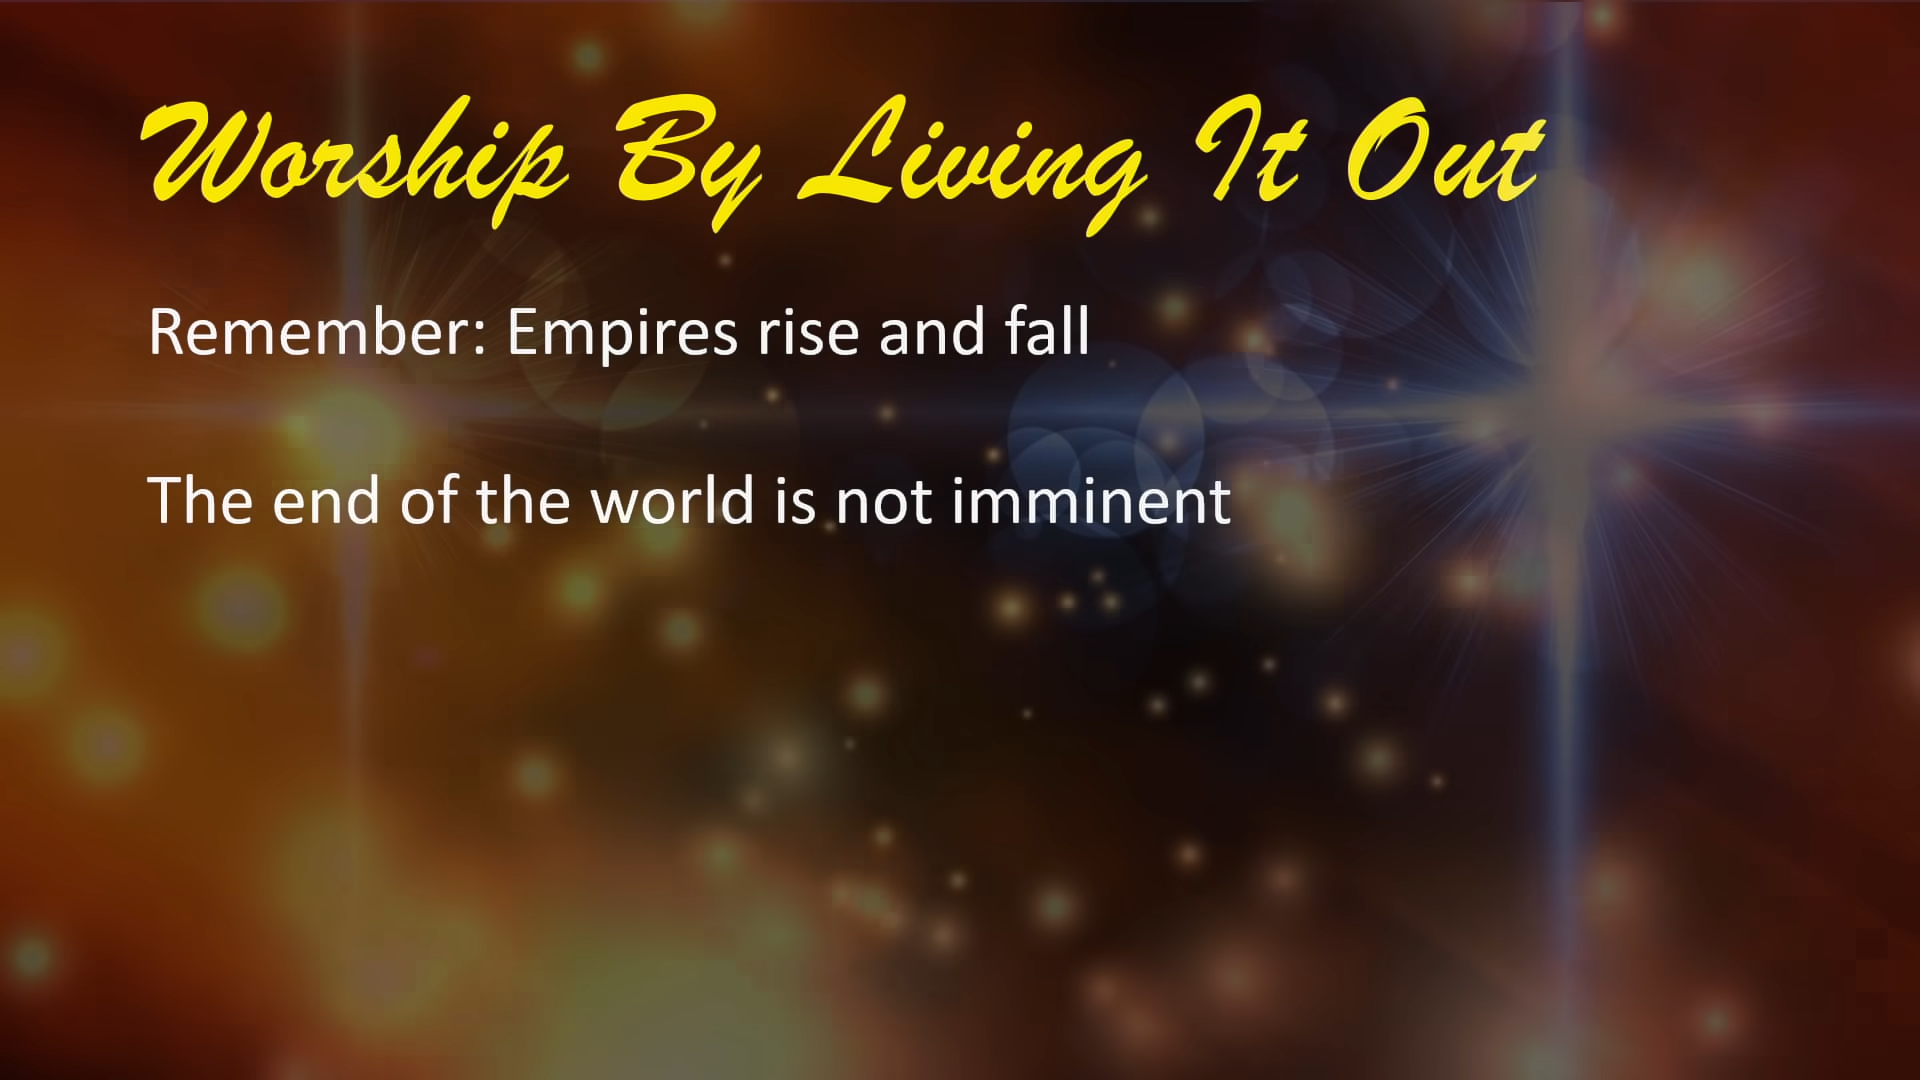 Worship By Living It Out
Remember: Empires rise and fall
The end of the world is not imminent